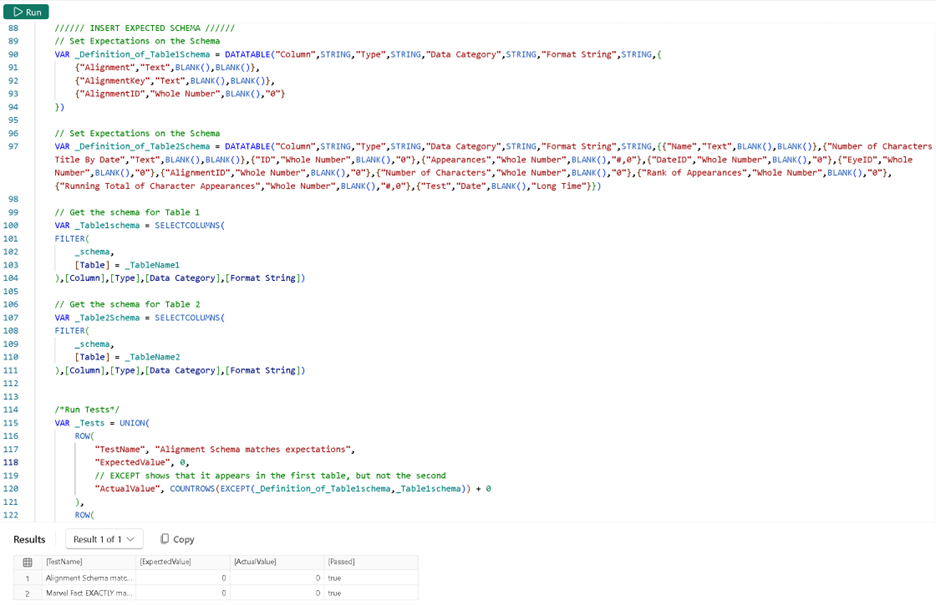 Run
88 ////// INSERT EXPECTED SCHEMA //////
89 // Set Expectations on the Schema
90 VAR _Definition_of_Table1Schema = DATATABLE("Column",STRING,"Type",STRING,"Data Category",STRING,"Format String",STRING,{
91 {"Alignment","Text",BLANK(),BLANK()},
92 {"AlignmentKey","Text",BLANK(),BLANK()},
93 {"AlignmentID","Whole Number",BLANK(),"0"}
94 })
95
96 // Set Expectations on the Schema
97 VAR _Definition_of_Table2Schema = DATATABLE("Column",STRING,"Type",STRING,"Data Category",STRING,"Format String",STRING,{{"Name","Text",BLANK(),BLANK()},{"Number of Characters
Title By Date","Text",BLANK(),BLANK()},{"ID","Whole Number",BLANK(),"0"},{"Appearances","Whole Number",BLANK(),"#,0"},{"DateID","Whole Number",BLANK(),"0"},{"EyeID","Whole
Number",BLANK(),"0"},{"AlignmentID","Whole Number",BLANK(),"0"},{"Number of Characters","Whole Number",BLANK(),"0"},{"Rank of Appearances","Whole Number",BLANK(),"0"},
{"Running Total of Character Appearances","Whole Number",BLANK(),"#,0"},{"Test","Date",BLANK(),"Long Time"}})
98
99 // Get the schema for Table 1
100 VAR _Table1schema = SELECTCOLUMNS(
101 FILTER(
102 _schema,
103 [Table] = _TableName1
104 ),[Column],[Type],[Data Category],[Format String])
105
106 // Get the schema for Table 2
107 VAR _Table2Schema = SELECTCOLUMNS(
108 FILTER(
109 _schema,
110 [Table] = _TableName2
111 ),[Column],[Type],[Data Category],[Format String])
112
113
114 /*Run Tests*/
115 VAR _Tests = UNION(
116 ROW(
117 "TestName", "Alignment Schema matches expectations",
118 "ExpectedValue", 0,
119 // EXCEPT shows that it appears in the first table, but not the second
120 "ActualValue", COUNTROWS(EXCEPT(_Definition_of_Table1schema,_Table1schema)) + 0
121 ),
122 ROW(
Results Result 1 of 1 Copy
[TestName] [ExpectedValue] [ActualValue] [Passed]
1 Alignment Schema matc... 0 0 true
2 Marvel Fact EXACTLY ma... 0 0 true